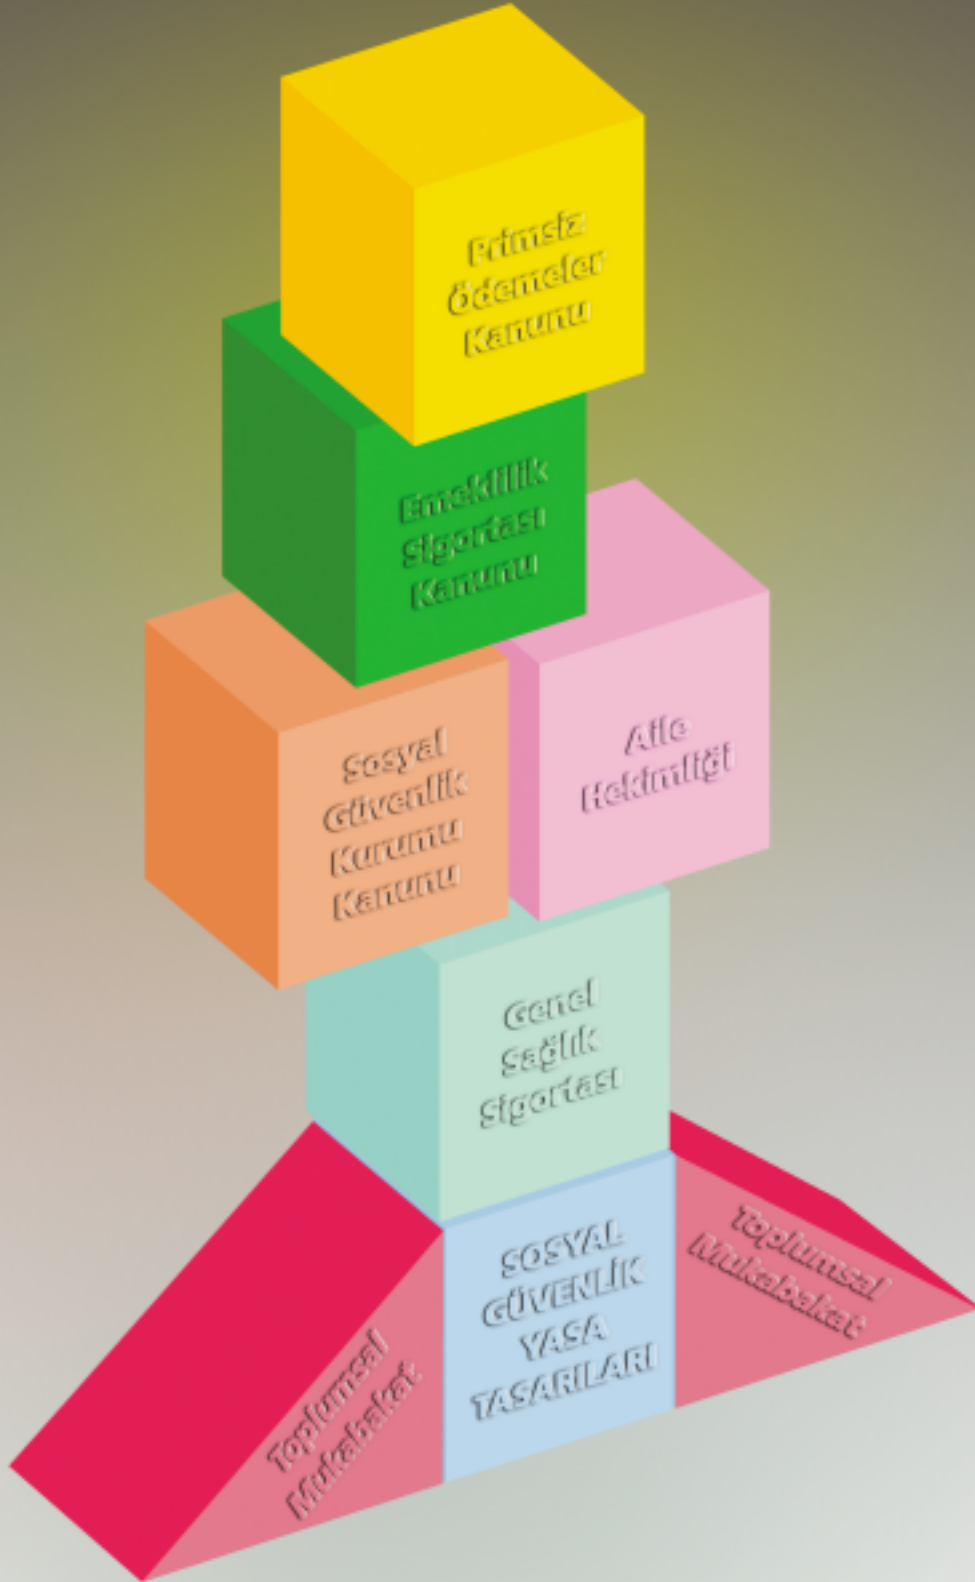 Primsiz
Ödemeler
Kanunu
Emeklilik
Sigortası
Kanunu
Sosyal
Güvenlik
Kurumu
Kanunu
Aile
Hekimliği
Genel
Sağlık
Sigortası
SOSYAL
GÜVENLİK
YASA
TASARILARI
Toplumsal
Mukabakat
Toplumsal
Mukabakat